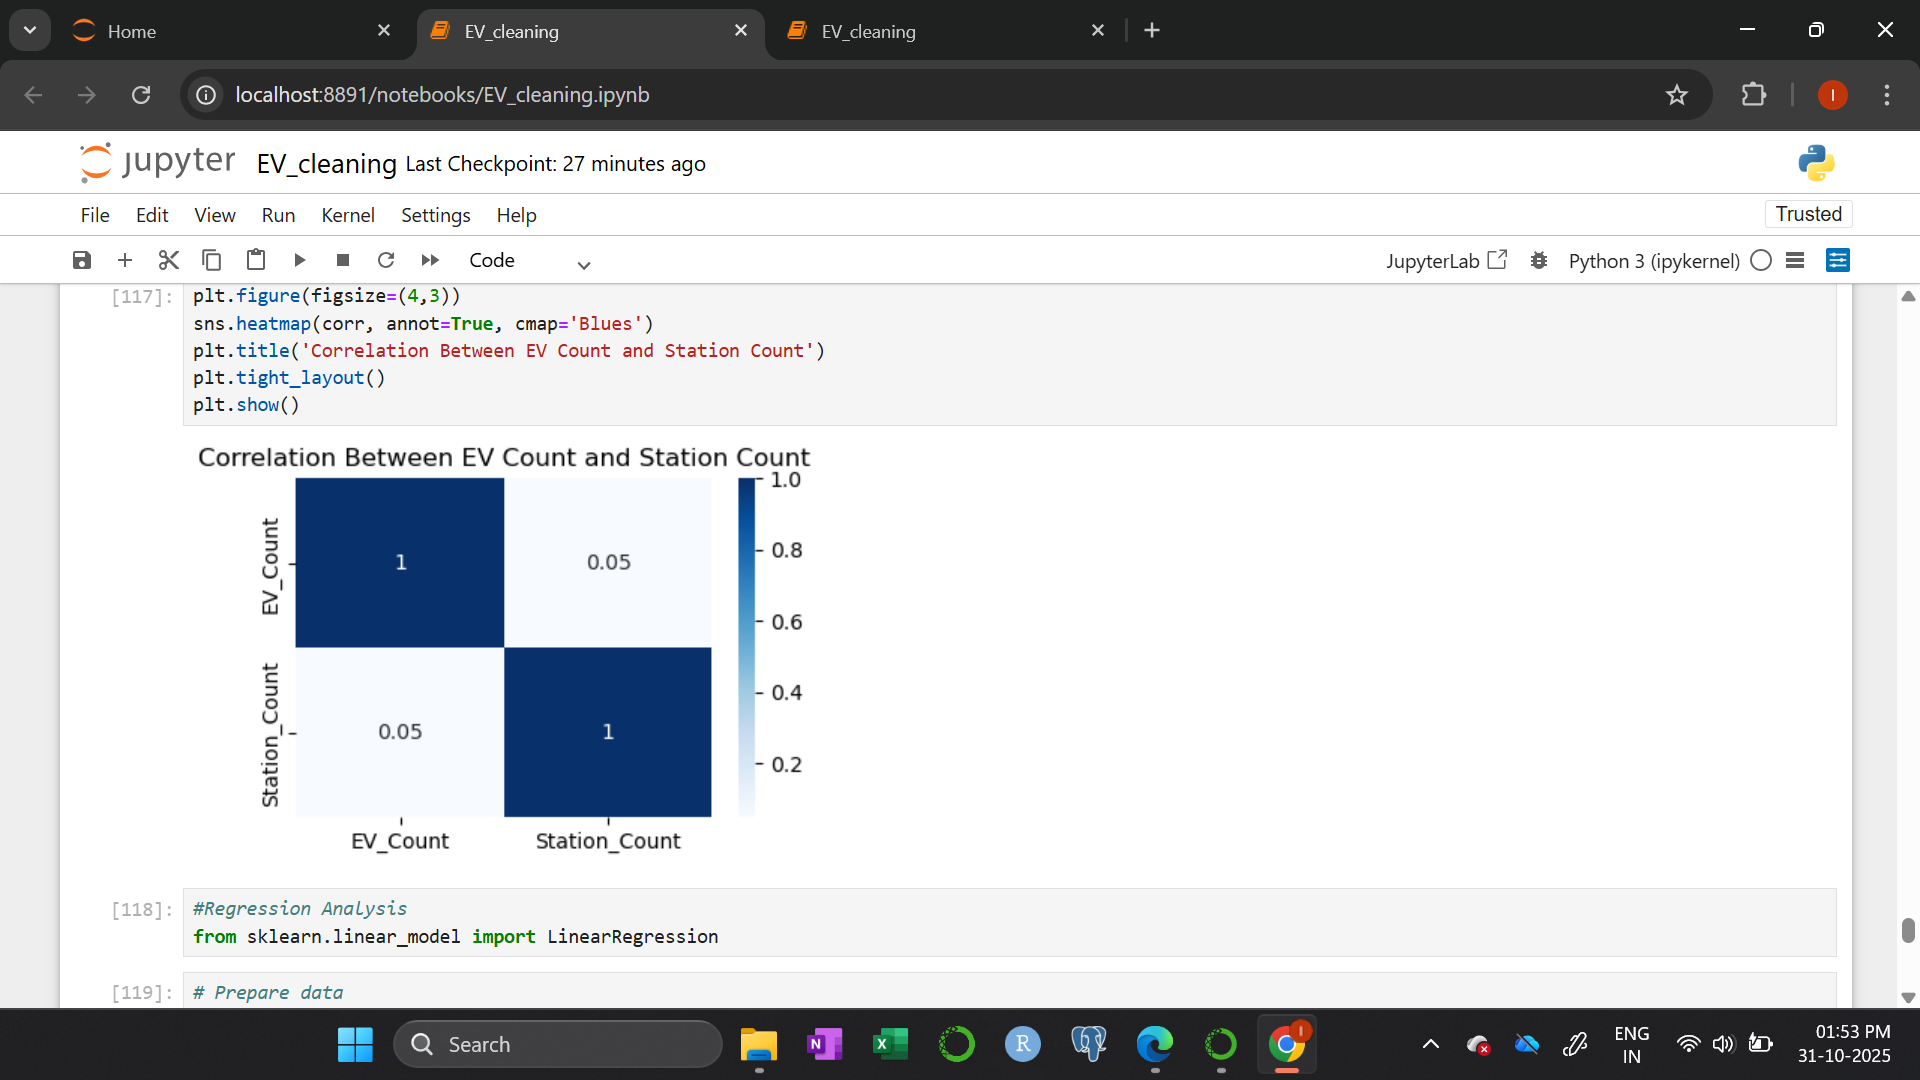 Home
EV_cleaning
EV_cleaning
localhost:8891/notebooks/EV_cleaning.ipynb
I
jupyter EV_cleaning Last Checkpoint: 27 minutes ago
File Edit View Run Kernel Settings Help
Trusted
Code
JupyterLab
Python 3 (ipykernel)
[117]:
plt.figure(figsize=(4,3))
sns.heatmap(corr, annot=True, cmap='Blues')
plt.title('Correlation Between EV Count and Station Count')
plt.tight_layout()
plt.show()
Correlation Between EV Count and Station Count
1.0
0.8
0.6
0.4
0.2
EV_Count
1
0.05
Station_Count
0.05
1
EV_Count
Station_Count
[118]:
#Regression Analysis
from sklearn.linear_model import LinearRegression
[119]:
# Prepare data
Search
N
X
R
I
ENG
IN
01:53 PM
31-10-2025